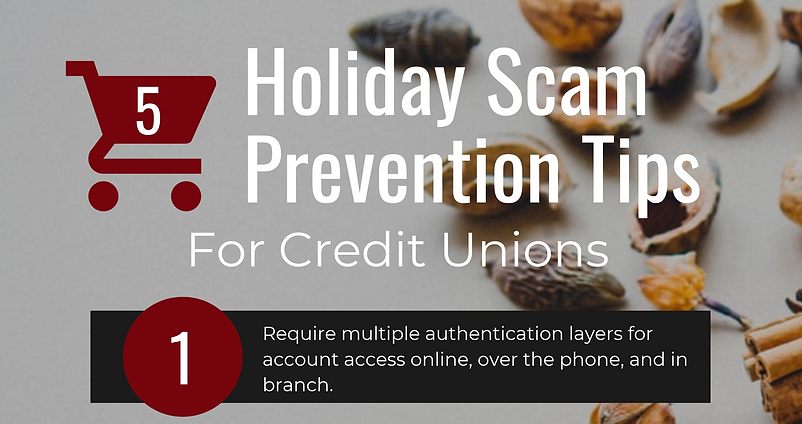 5
Holiday Scam
Prevention Tips
For Credit Unions
1
Require multiple authentication layers for
account access online, over the phone, and in
branch.